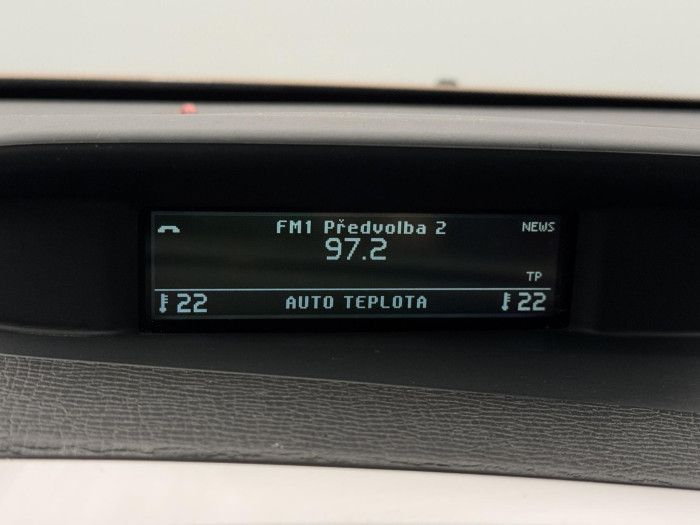 FM1 Předvolba 2 NEWS
97.2
TP
22 AUTO TEPLOTA 22